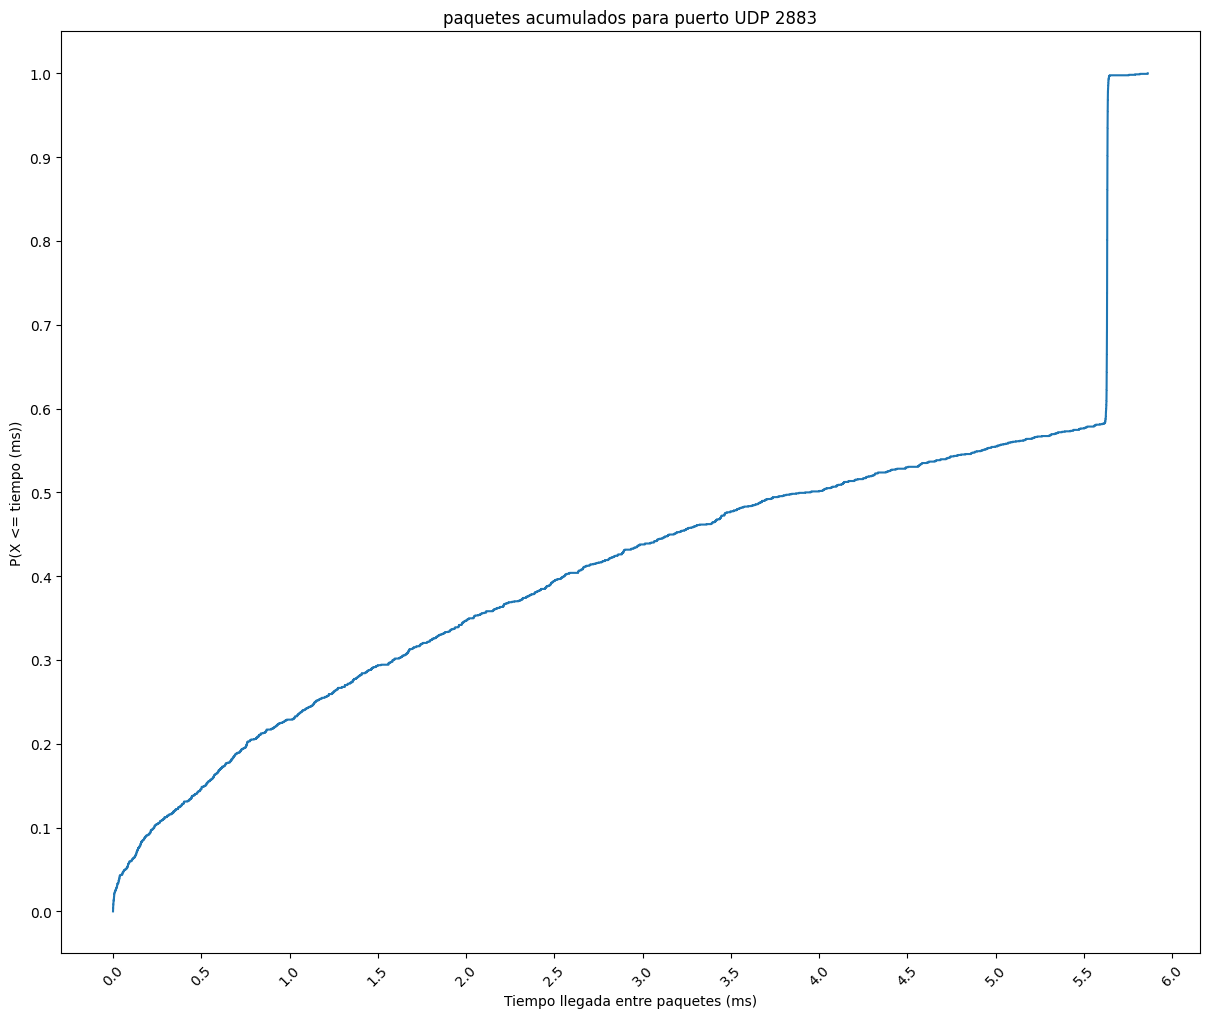 paquetes acumulados para puerto UDP 2883
P(X <= tiempo (ms))
1.0
0.9
0.8
0.7
0.6
0.5
0.4
0.3
0.2
0.1
0.0
0.0 0.5 1.0 1.5 2.0 2.5 3.0 3.5 4.0 4.5 5.0 5.5 6.0
Tiempo llegada entre paquetes (ms)